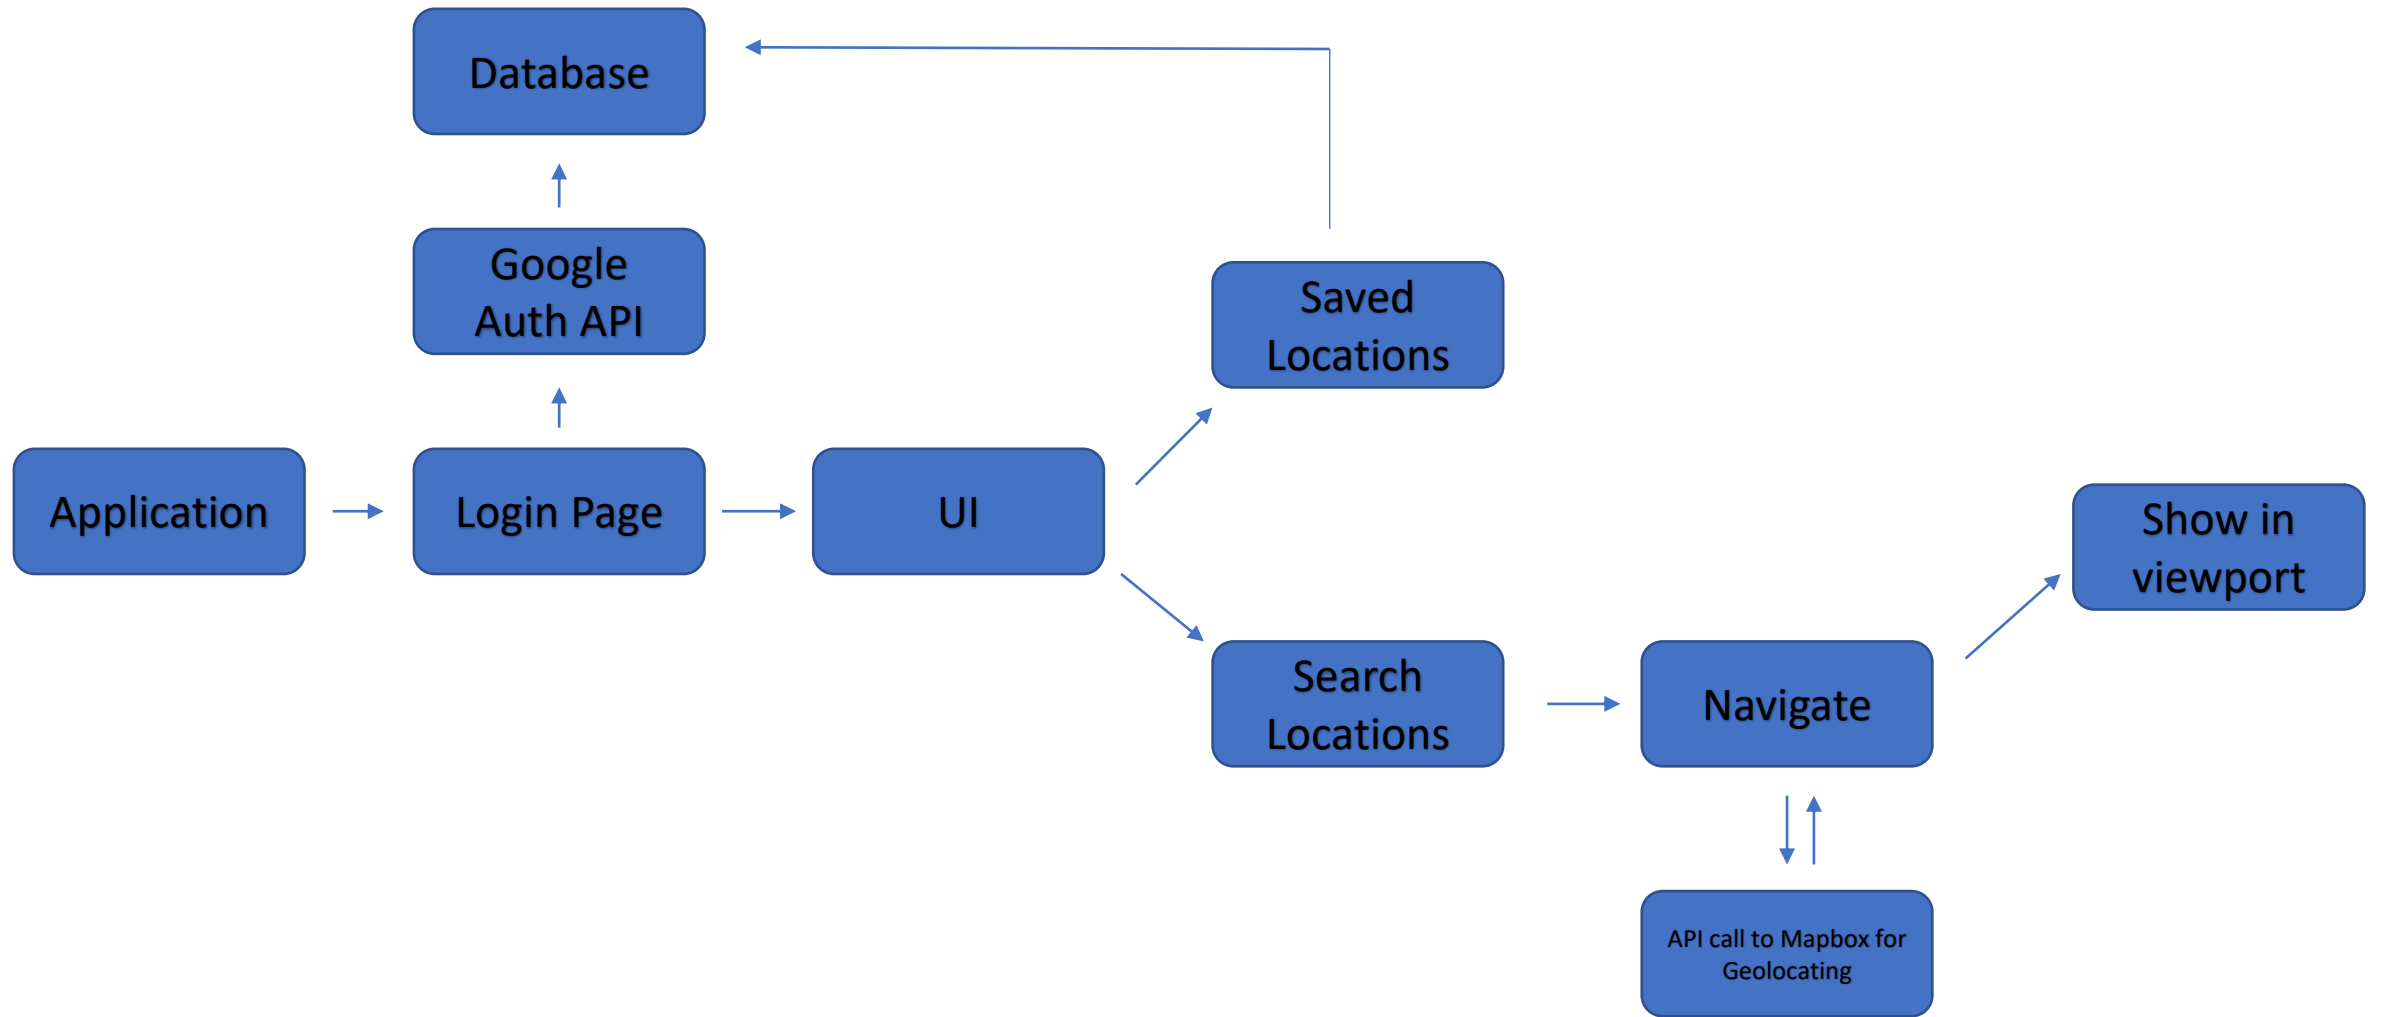 Database
Google
Auth API
Saved
Locations
Application
Login Page
UI
Show in
viewport
Search
Locations
Navigate
API call to Mapbox for
Geolocating